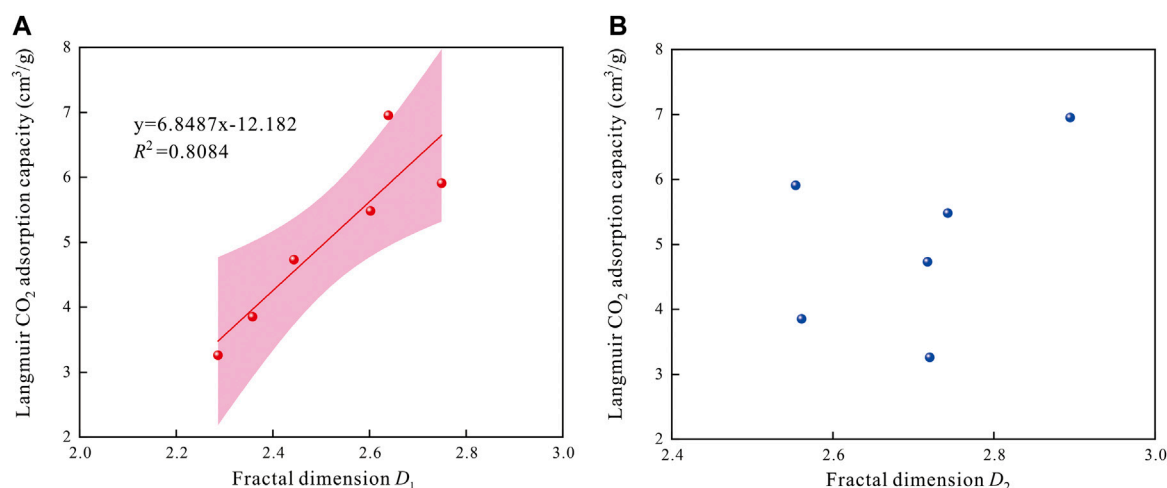 A
Langmuir CO₂ adsorption capacity (cm³/g)
8
7
6
5
4
3
2
y=6.8487x-12.182
R²=0.8084
2.0 2.2 2.4 2.6 2.8 3.0
Fractal dimension D₁
B
Langmuir CO₂ adsorption capacity (cm³/g)
8
7
6
5
4
3
2
2.4 2.6 2.8 3.0
Fractal dimension D₂